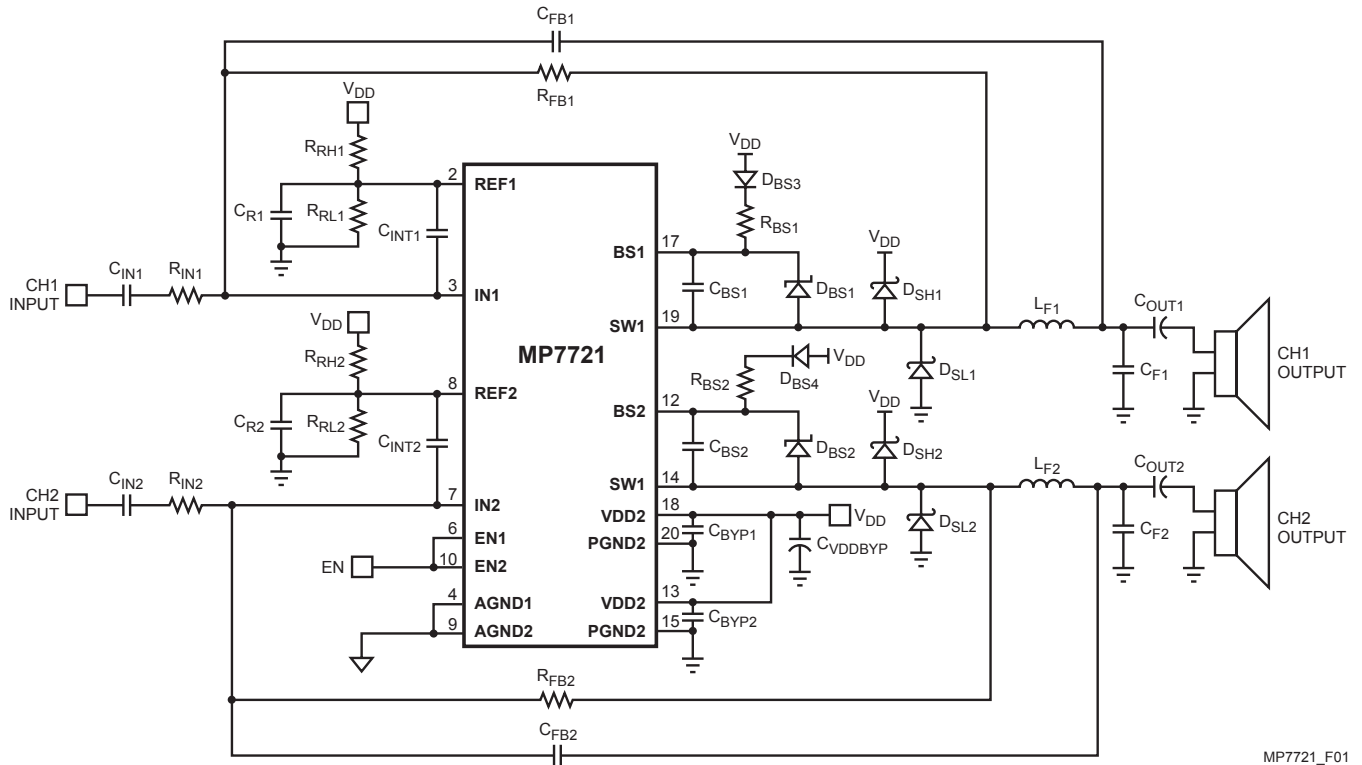 CFB1
RFB1
VDD
RRH1
CR1
RRL1
CINT1
2
REF1
CH1
INPUT
CIN1
RIN1
3
IN1
VDD
RRH2
CR2
RRL2
CINT2
8
REF2
CH2
INPUT
CIN2
RIN2
7
IN2
6
EN1
EN
10
EN2
4
AGND1
9
AGND2
MP7721
VDD
DBS3
RBS1
17
BS1
CBS1
DBS1
VDD
DSH1
19
SW1
DSL1
LF1
COUT1
CF1
CH1
OUTPUT
RBS2
DBS4
VDD
12
BS2
CBS2
DBS2
VDD
DSH2
14
SW1
DSL2
LF2
COUT2
CF2
CH2
OUTPUT
18
VDD2
CBYP1
20
PGND2
CVDDBYP
VDD
13
VDD2
CBYP2
15
PGND2
RFB2
CFB2
MP7721_F01